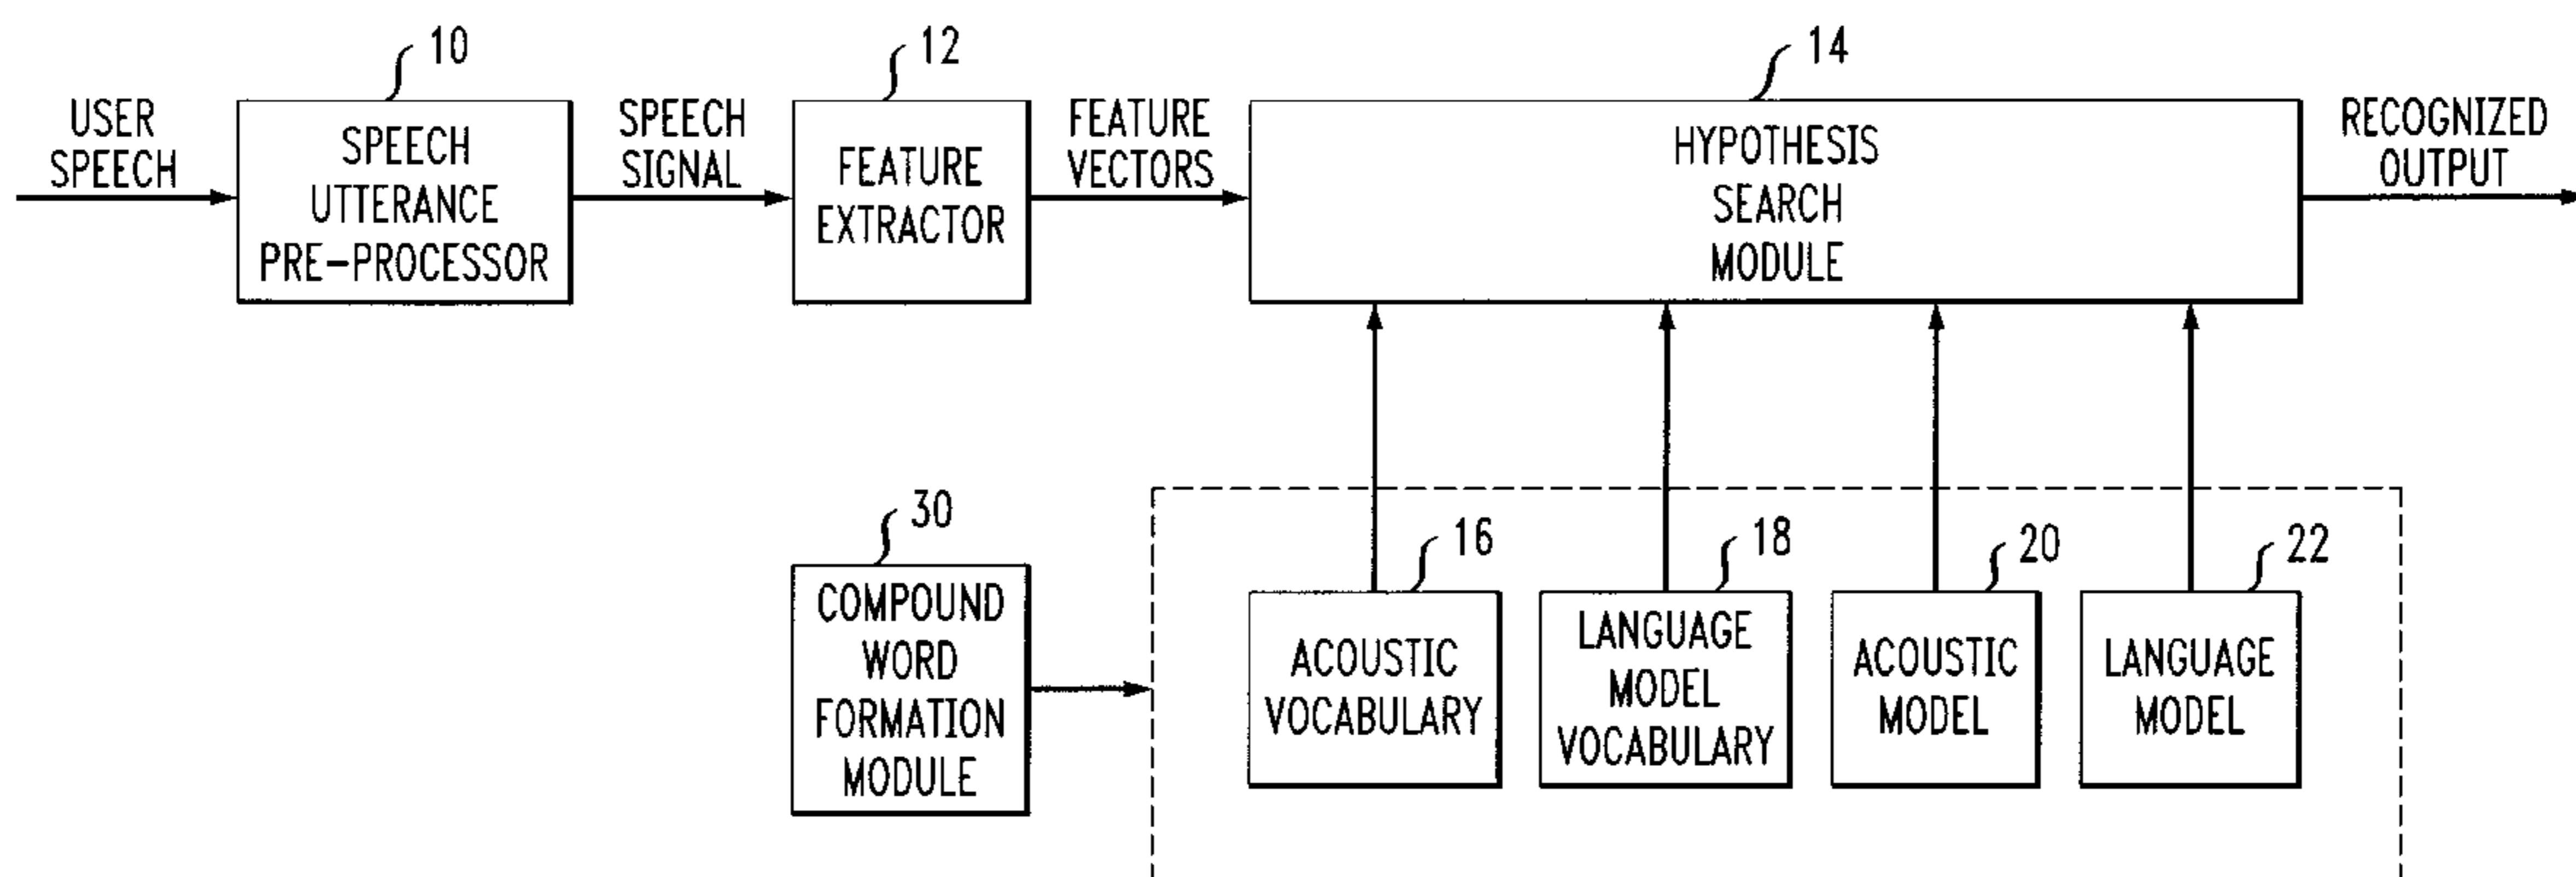 10
12
14
USER
SPEECH
SPEECH
UTTERANCE
PRE-PROCESSOR
SPEECH
SIGNAL
FEATURE
EXTRACTOR
FEATURE
VECTORS
HYPOTHESIS
SEARCH
MODULE
RECOGNIZED
OUTPUT
30
COMPOUND
WORD
FORMATION
MODULE
16
ACOUSTIC
VOCABULARY
18
LANGUAGE
MODEL
VOCABULARY
20
ACOUSTIC
MODEL
22
LANGUAGE
MODEL